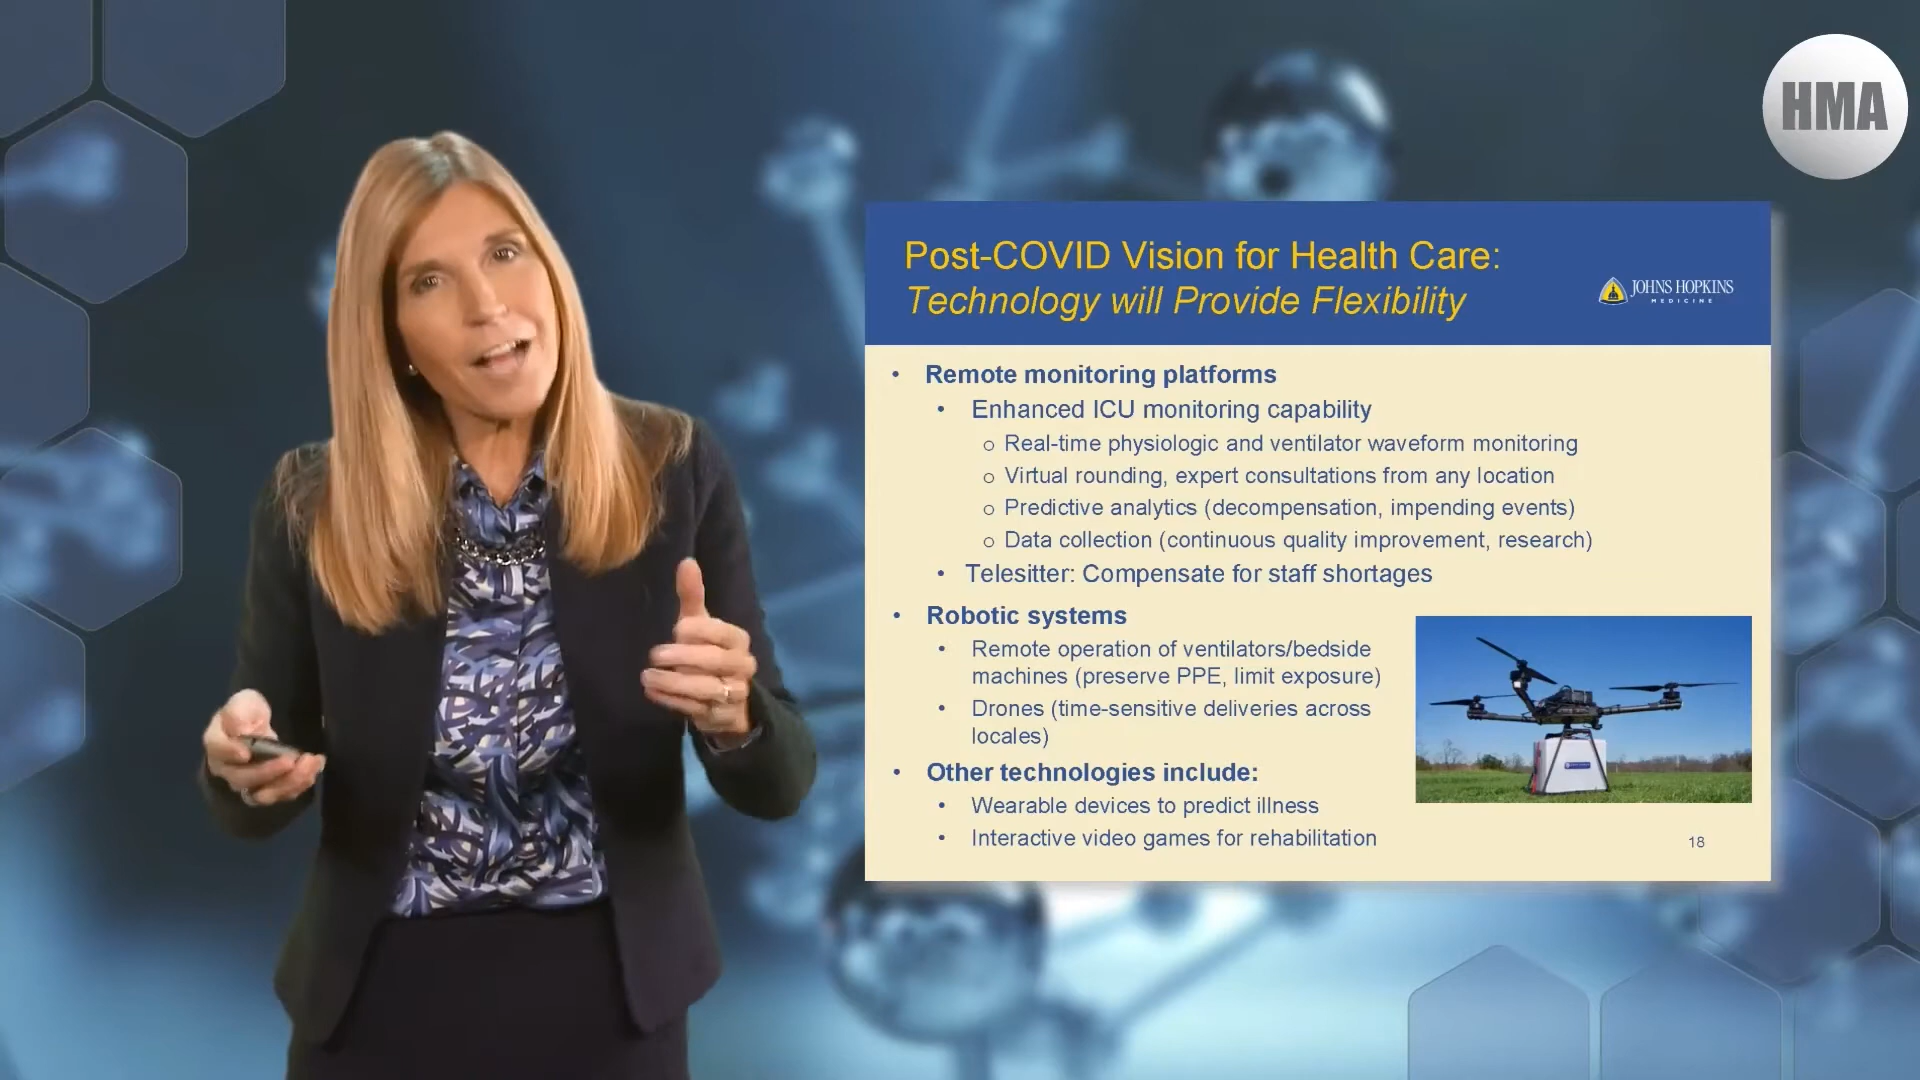 HMA
Post-COVID Vision for Health Care:
Technology will Provide Flexibility
JOHNS HOPKINS
MEDICINE
• Remote monitoring platforms
• Enhanced ICU monitoring capability
o Real-time physiologic and ventilator waveform monitoring
o Virtual rounding, expert consultations from any location
o Predictive analytics (decompensation, impending events)
o Data collection (continuous quality improvement, research)
• Telesitter: Compensate for staff shortages
• Robotic systems
• Remote operation of ventilators/bedside
machines (preserve PPE, limit exposure)
• Drones (time-sensitive deliveries across
locales)
• Other technologies include:
• Wearable devices to predict illness
• Interactive video games for rehabilitation
18